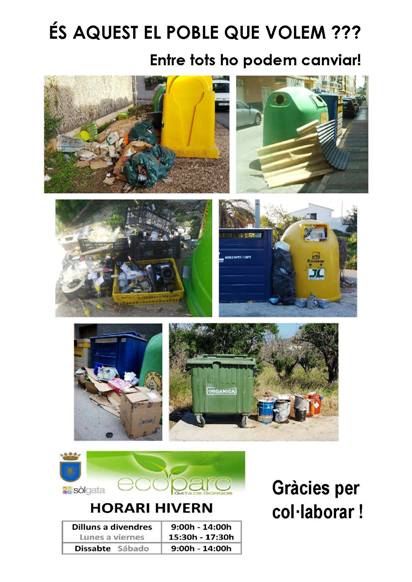 ÉS AQUEST EL POBLE QUE VOLEM ???
Entre tots ho podem canviar!
ORGANICA
sòlgata
ecoparc
GATA DE GORGOS
HORARI HIVERN
Dilluns a divendres 9:00h - 14:00h
Lunes a viernes 15:30h - 17:30h
Dissabte Sábado 9:00h - 14:00h
Gràcies per
col·laborar !